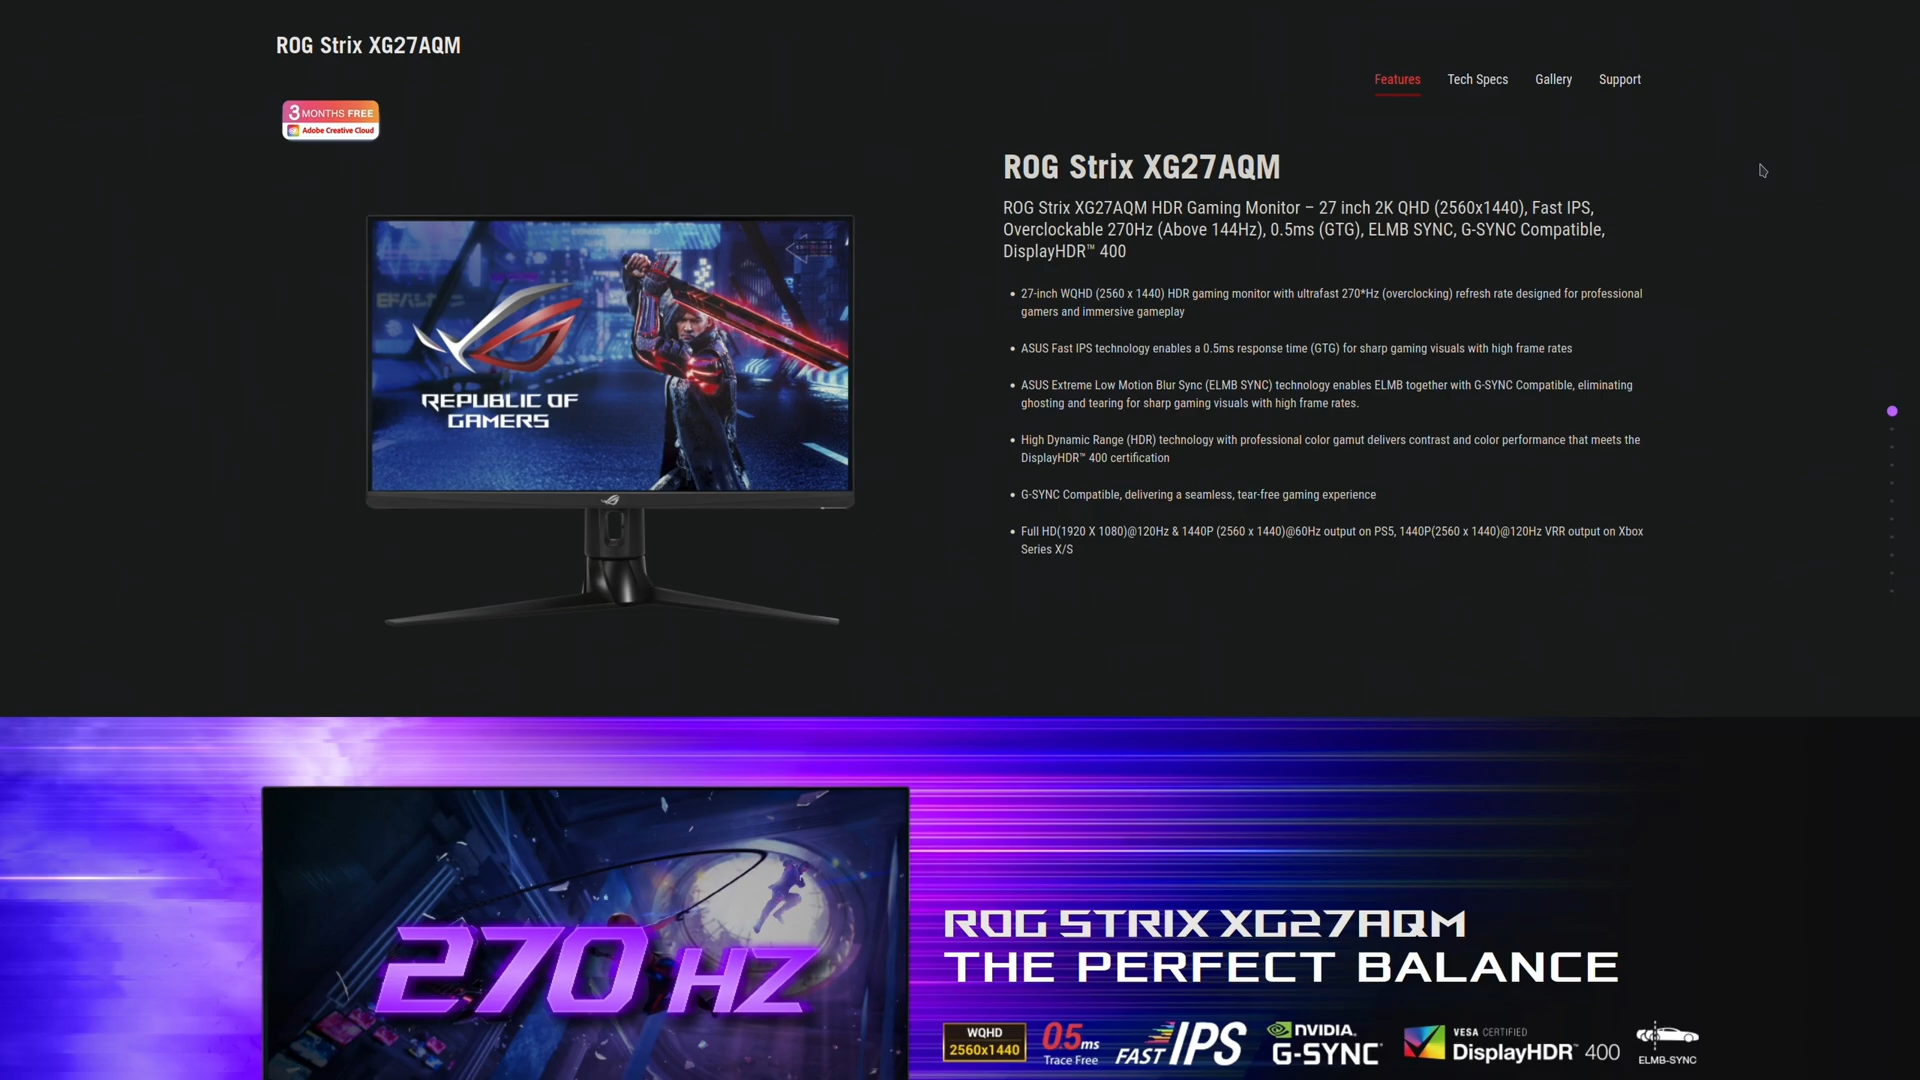 ROG Strix XG27AQM
Features Tech Specs Gallery Support
3 MONTHS FREE
Adobe Creative Cloud
ROG Strix XG27AQM
ROG Strix XG27AQM HDR Gaming Monitor – 27 inch 2K QHD (2560x1440), Fast IPS,
Overclockable 270Hz (Above 144Hz), 0.5ms (GTG), ELMB SYNC, G-SYNC Compatible,
DisplayHDR™ 400
REPUBLIC OF
GAMERS
• 27-inch WQHD (2560 x 1440) HDR gaming monitor with ultrafast 270*Hz (overclocking) refresh rate designed for professional
gamers and immersive gameplay
• ASUS Fast IPS technology enables a 0.5ms response time (GTG) for sharp gaming visuals with high frame rates
• ASUS Extreme Low Motion Blur Sync (ELMB SYNC) technology enables ELMB together with G-SYNC Compatible, eliminating
ghosting and tearing for sharp gaming visuals with high frame rates.
• High Dynamic Range (HDR) technology with professional color gamut delivers contrast and color performance that meets the
DisplayHDR™ 400 certification
• G-SYNC Compatible, delivering a seamless, tear-free gaming experience
• Full HD(1920 X 1080)@120Hz & 1440P (2560 x 1440)@60Hz output on PS5, 1440P(2560 x 1440)@120Hz VRR output on Xbox
Series X/S
270 HZ
ROG STRIX XG27AQM
THE PERFECT BALANCE
WQHD
2560x1440
0.5ms
Trace Free
FAST IPS
NVIDIA.
G-SYNC
VESA CERTIFIED
DisplayHDR™ 400
ELMB-SYNC